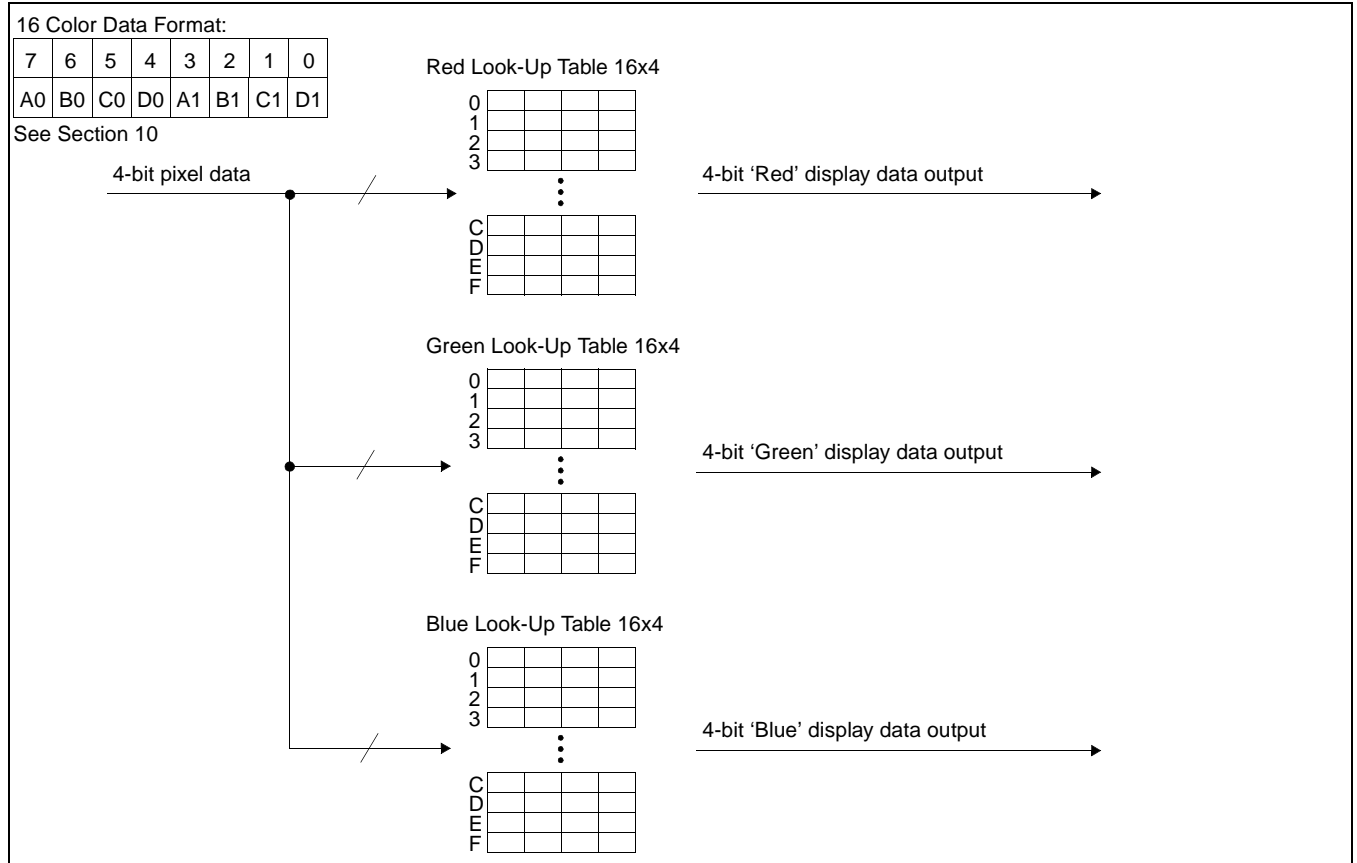 16 Color Data Format:
7 6 5 4 3 2 1 0
A0 B0 C0 D0 A1 B1 C1 D1
See Section 10
4-bit pixel data
Red Look-Up Table 16x4
0
1
2
3
C
D
E
F
4-bit ‘Red’ display data output
Green Look-Up Table 16x4
0
1
2
3
C
D
E
F
4-bit ‘Green’ display data output
Blue Look-Up Table 16x4
0
1
2
3
C
D
E
F
4-bit ‘Blue’ display data output